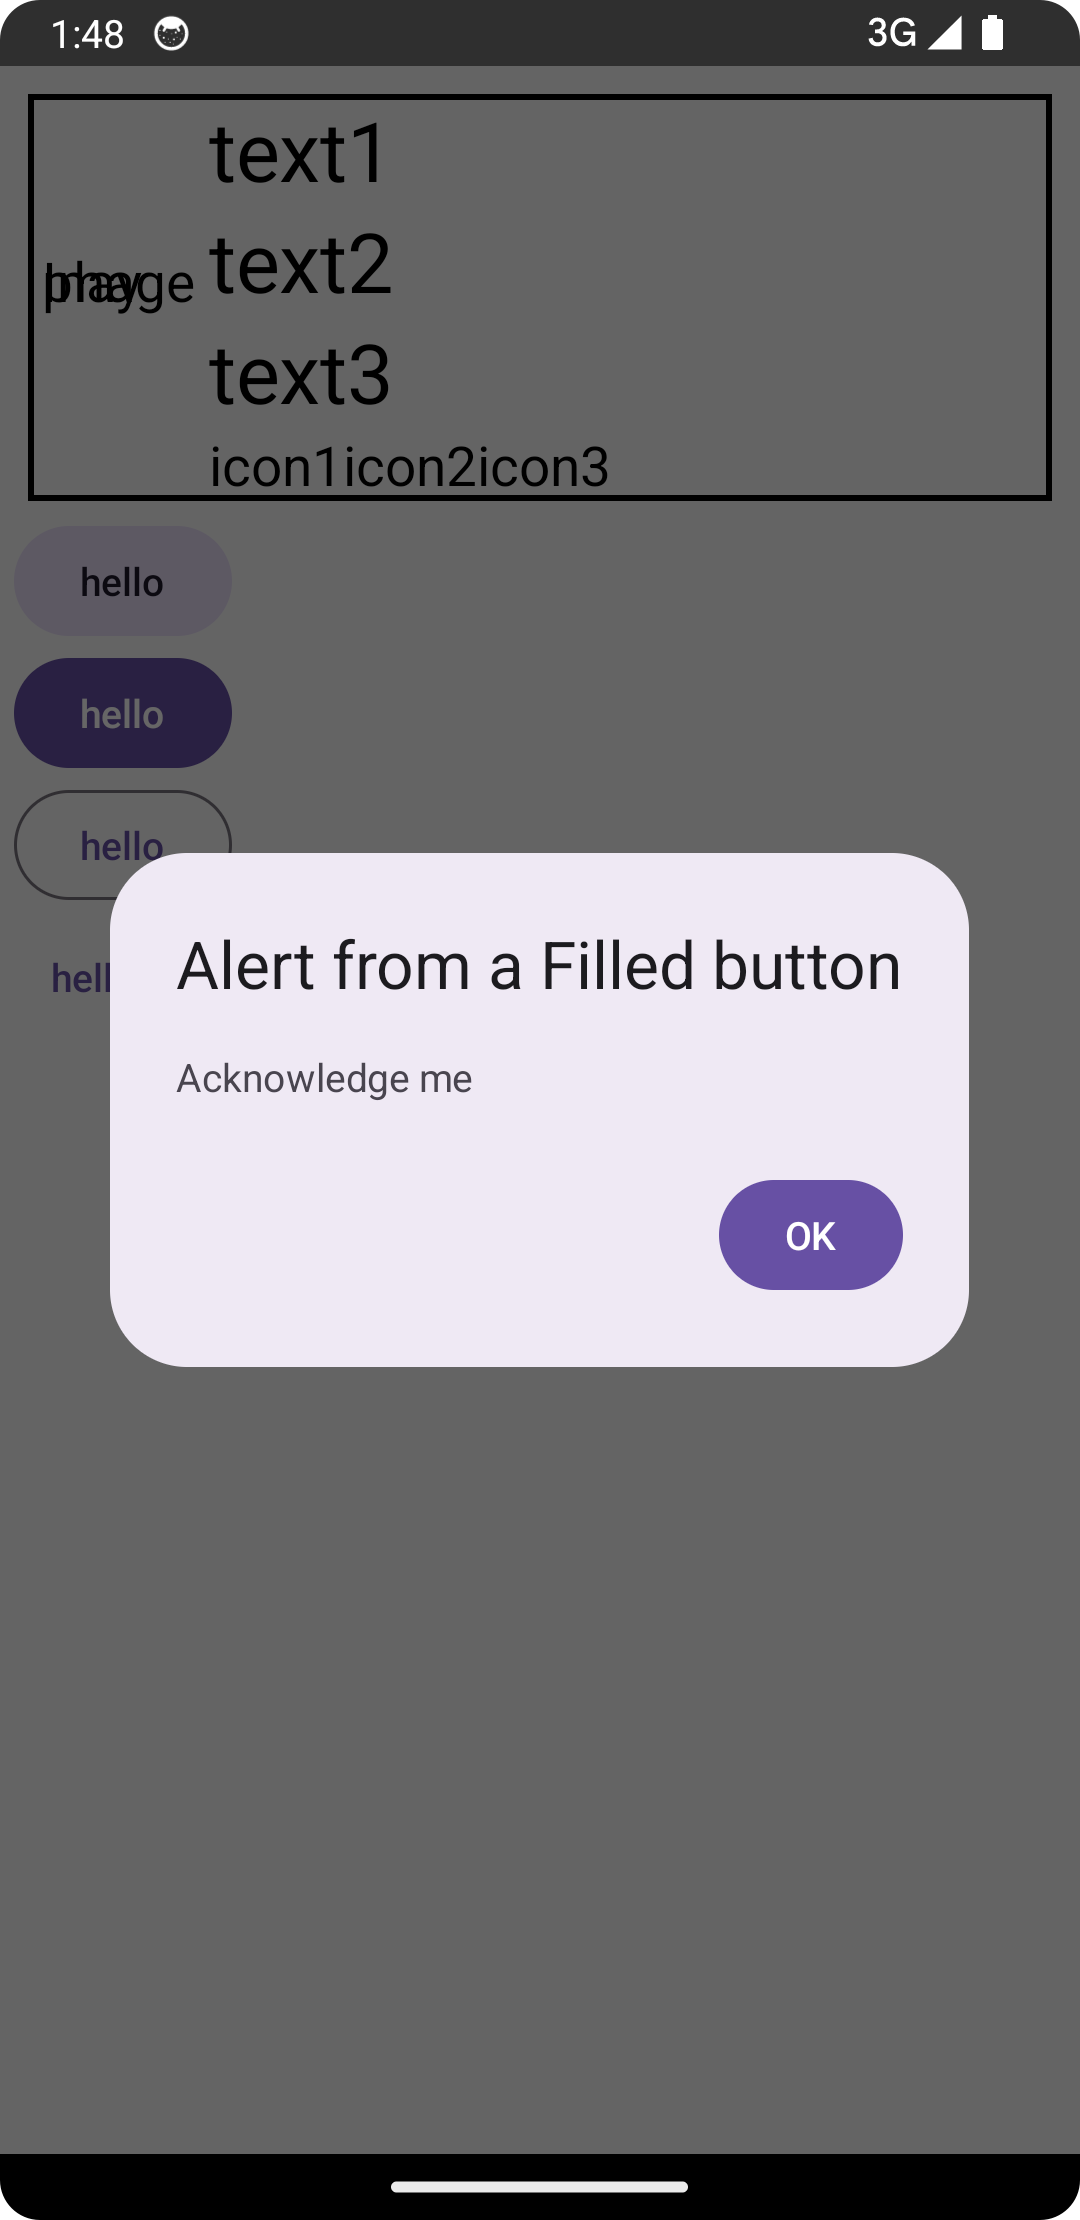 1:48 3G
text1
text2
play
image
text3
icon1icon2icon3
hello
hello
hello
hell
Alert from a Filled button
Acknowledge me
OK